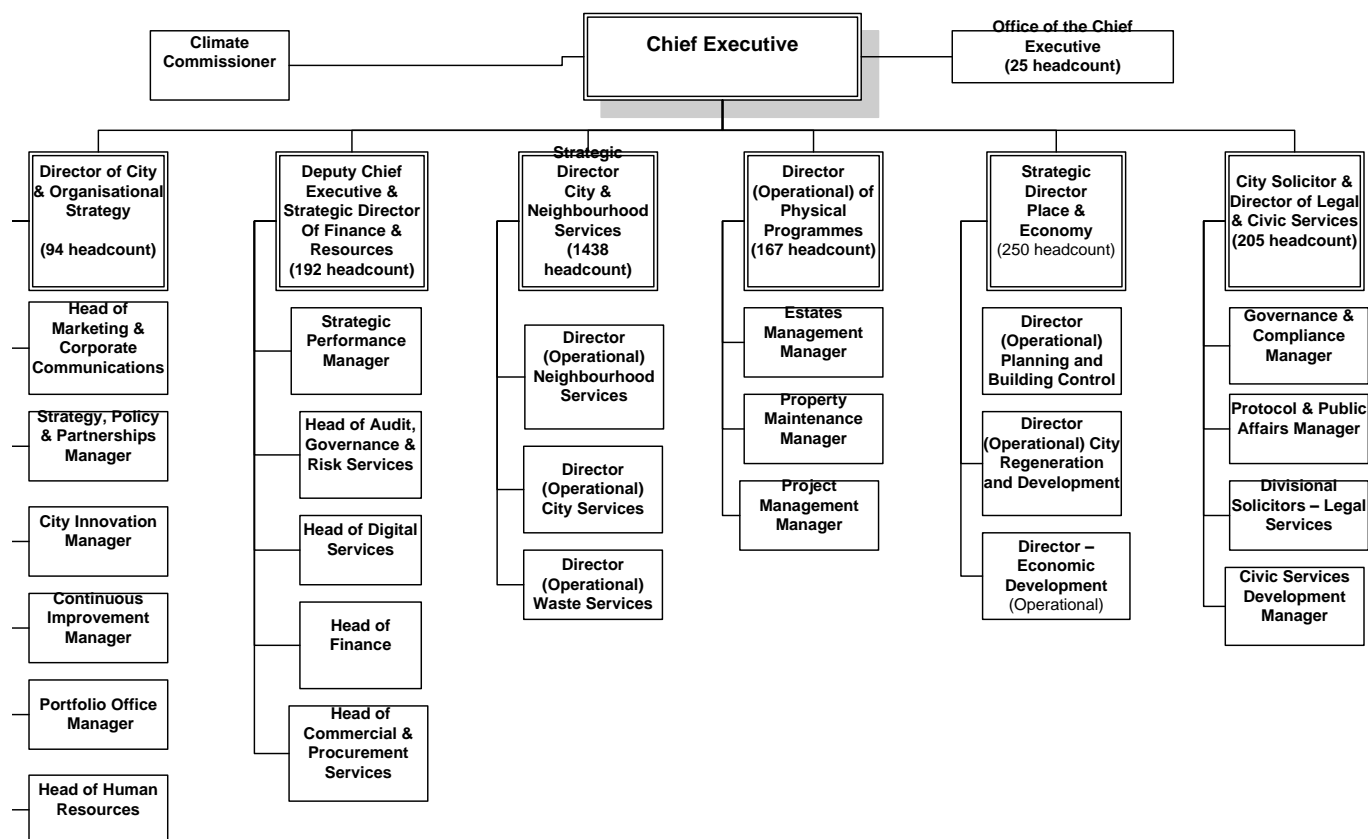 Climate
Commissioner
Chief Executive
Office of the Chief
Executive
(25 headcount)
Director of City
& Organisational
Strategy
(94 headcount)
Head of
Marketing &
Corporate
Communications
Strategy, Policy
& Partnerships
Manager
City Innovation
Manager
Continuous
Improvement
Manager
Portfolio Office
Manager
Head of Human
Resources
Deputy Chief
Executive &
Strategic Director
Of Finance &
Resources
(192 headcount)
Strategic
Performance
Manager
Head of Audit,
Governance &
Risk Services
Head of Digital
Services
Head of
Finance
Head of
Commercial &
Procurement
Services
Strategic
Director
City &
Neighbourhood
Services
(1438
headcount)
Director
(Operational)
Neighbourhood
Services
Director
(Operational)
City Services
Director
(Operational)
Waste Services
Director
(Operational) of
Physical
Programmes
(167 headcount)
Estates
Management
Manager
Property
Maintenance
Manager
Project
Management
Manager
Strategic
Director
Place &
Economy
(250 headcount)
Director
(Operational)
Planning and
Building Control
Director
(Operational) City
Regeneration
and Development
Director –
Economic
Development
(Operational)
City Solicitor &
Director of Legal
& Civic Services
(205 headcount)
Governance &
Compliance
Manager
Protocol & Public
Affairs Manager
Divisional
Solicitors – Legal
Services
Civic Services
Development
Manager